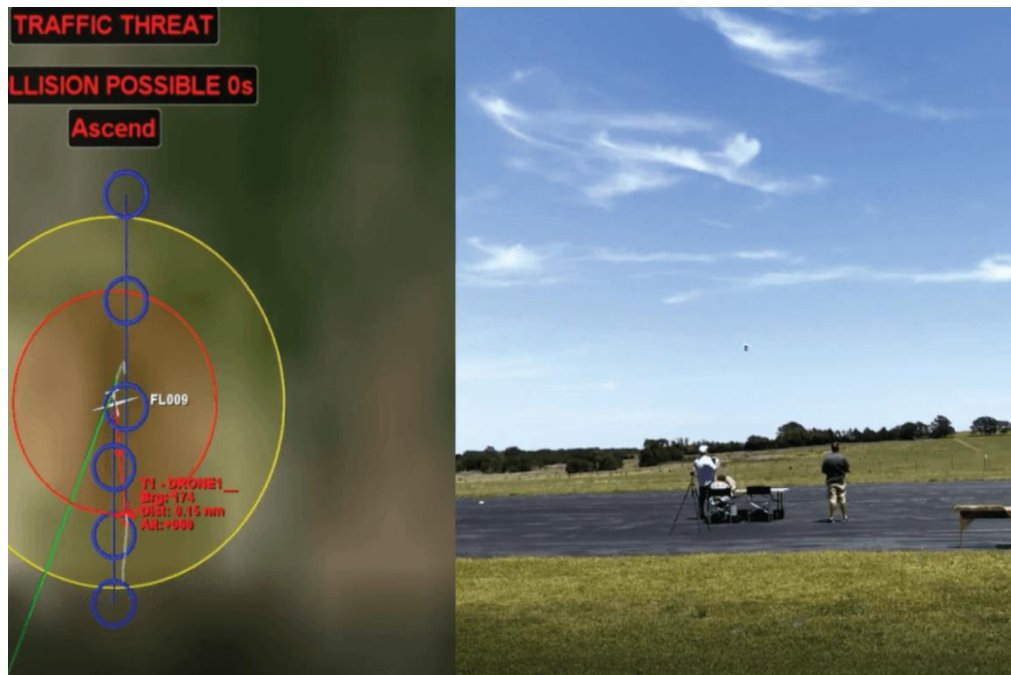 TRAFFIC THREAT
LLISION POSSIBLE 0s
Ascend
FL009
T1 - DRONE1__
Brg: 174
Dist: 0.15 nm
Alt:+000